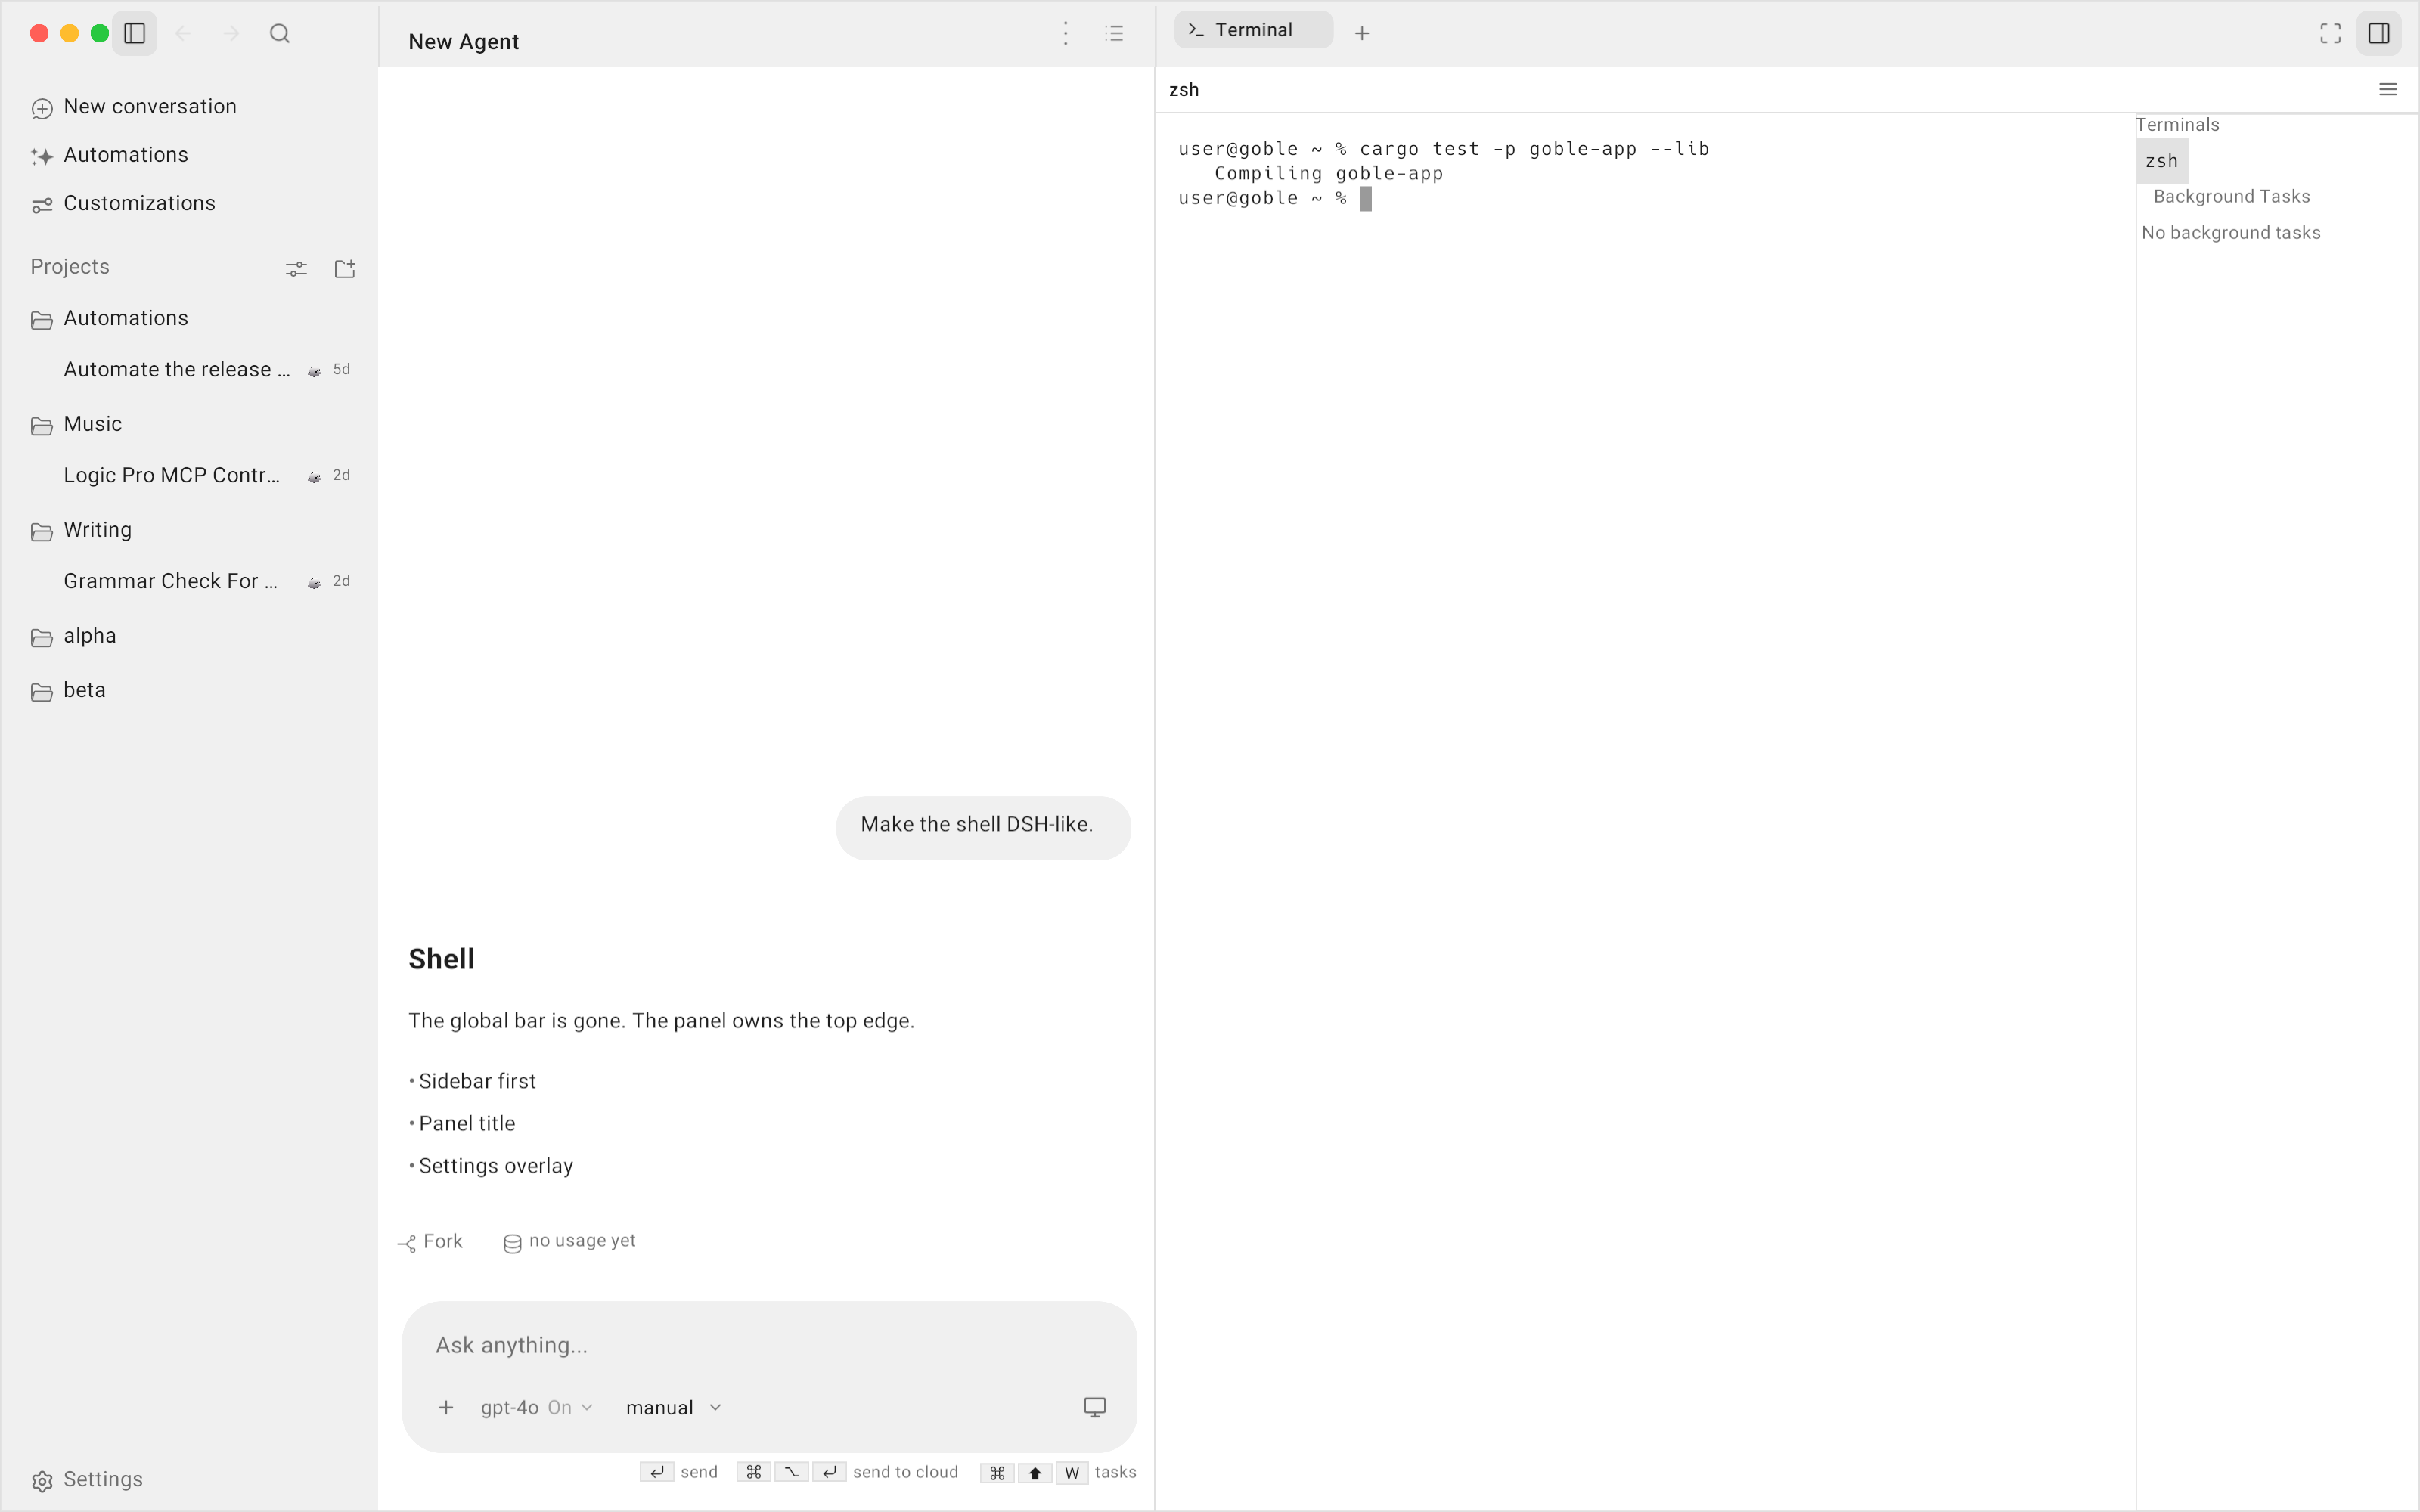 New Agent
Terminal
New conversation
Automations
Customizations
Projects
Automations
Automate the release ... 5d
Music
Logic Pro MCP Contr... 2d
Writing
Grammar Check For ... 2d
alpha
beta
Settings
Make the shell DSH-like.
Shell
The global bar is gone. The panel owns the top edge.
• Sidebar first
• Panel title
• Settings overlay
Fork no usage yet
Ask anything...
+ gpt-4o On manual
↵ send ⌘ ⌥ ↵ send to cloud ⌘ ⬆ W tasks
zsh
user@goble ~ % cargo test -p goble-app --lib
Compiling goble-app
user@goble ~ %
Terminals
zsh
Background Tasks
No background tasks